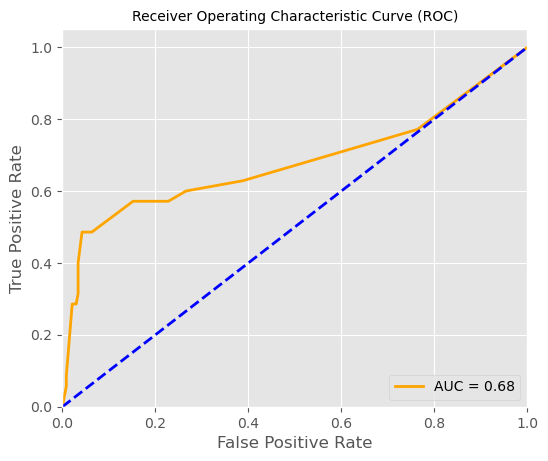 Receiver Operating Characteristic Curve (ROC)
True Positive Rate
1.0
0.8
0.6
0.4
0.2
0.0
0.0 0.2 0.4 0.6 0.8 1.0
False Positive Rate
AUC = 0.68